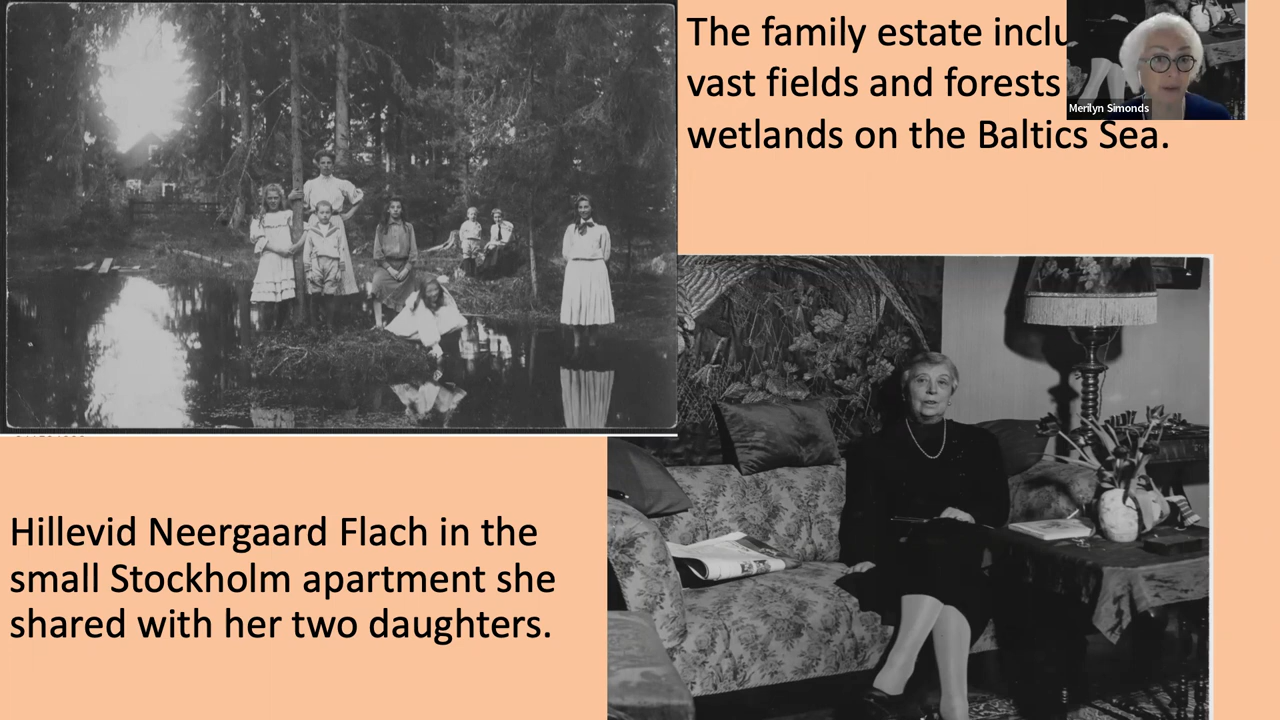 The family estate inclu
vast fields and forests
wetlands on the Baltics Sea.
Merilyn Simonds
Hillevid Neergaard Flach in the
small Stockholm apartment she
shared with her two daughters.